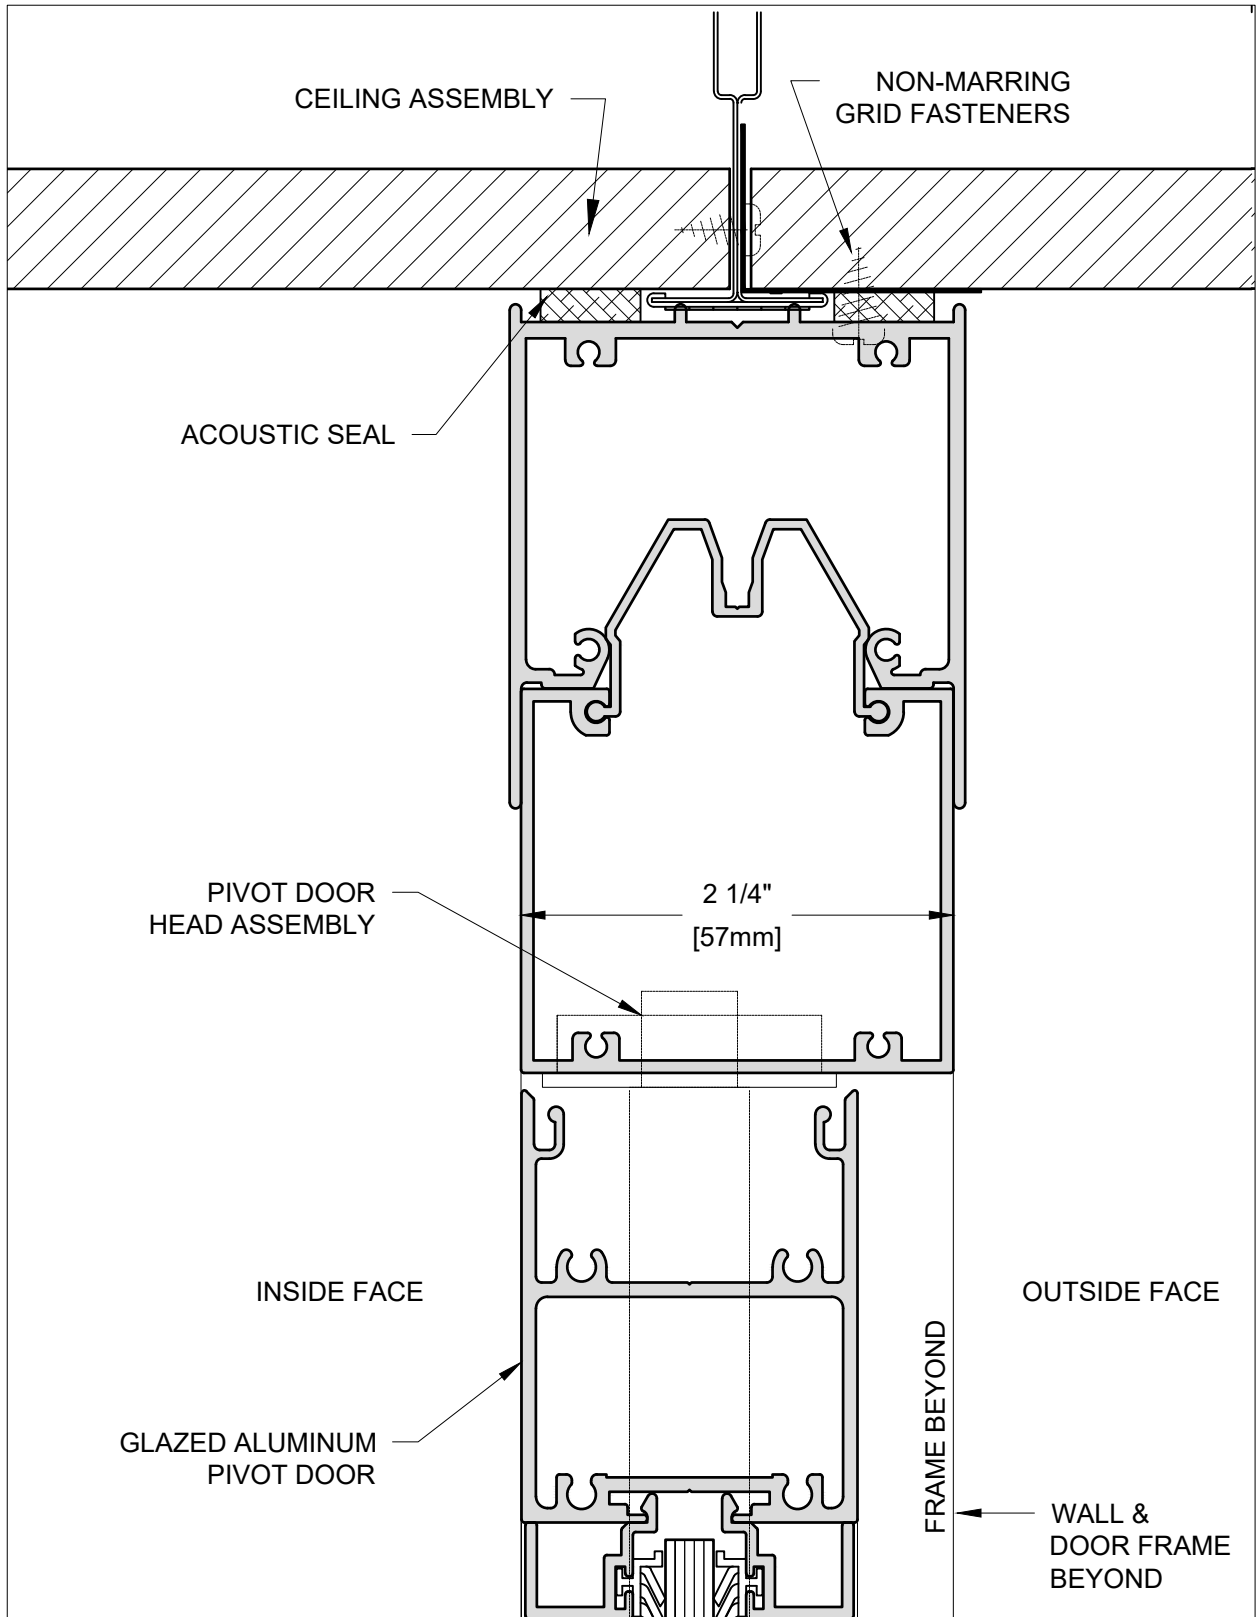 CEILING ASSEMBLY
NON-MARRING
GRID FASTENERS
ACOUSTIC SEAL
PIVOT DOOR
HEAD ASSEMBLY
2 1/4"
[57mm]
INSIDE FACE
OUTSIDE FACE
FRAME BEYOND
GLAZED ALUMINUM
PIVOT DOOR
WALL &
DOOR FRAME
BEYOND